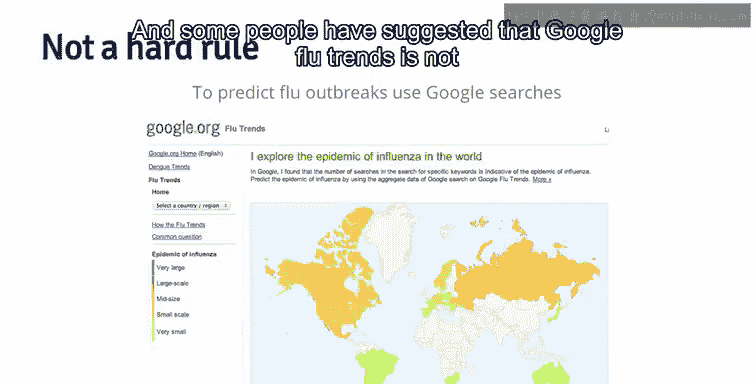 And some people have suggested that Google
flu trends is not
Not a hard rule
To predict flu outbreaks use Google searches
google.org Flu Trends
Google.org Home (English)
Dengue Trends
Flu Trends
Home
Select a country / region
How the Flu Trends
Common question
Epidemic of influenza
Very large
Large-scale
Mid-size
Small scale
Very small
I explore the epidemic of influenza in the world
In Google, I found that the number of searches in the search for specific keywords is indicative of the epidemic of influenza.
Predict the epidemic of influenza by using the aggregate data of Google search on Google Flu Trends. More »